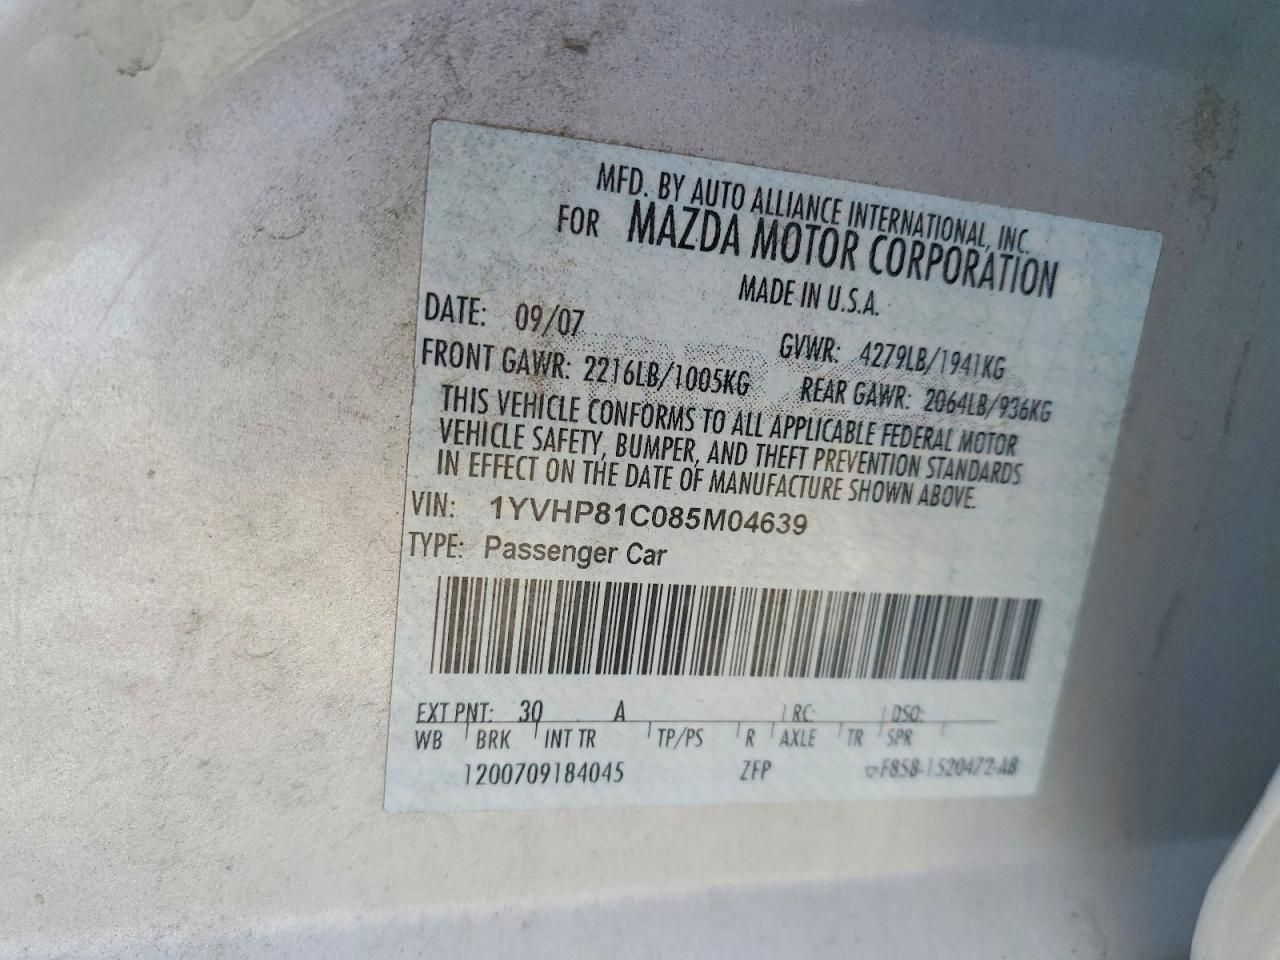 MFD. BY AUTO ALLIANCE INTERNATIONAL, INC.
FOR MAZDA MOTOR CORPORATION
MADE IN U.S.A.
DATE: 09/07 GVWR: 4279LB/1941KG
FRONT GAWR: 2216LB/1005KG REAR GAWR: 2064LB/936KG
THIS VEHICLE CONFORMS TO ALL APPLICABLE FEDERAL MOTOR
VEHICLE SAFETY, BUMPER, AND THEFT PREVENTION STANDARDS
IN EFFECT ON THE DATE OF MANUFACTURE SHOWN ABOVE.
VIN: 1YVHP81C085M04639
TYPE: Passenger Car
EXT PNT: 30 A RC: DSO:
WB BRK INT TR TP/PS R AXLE TR SPR
1200709184045 ZFP F858-1520472-AB